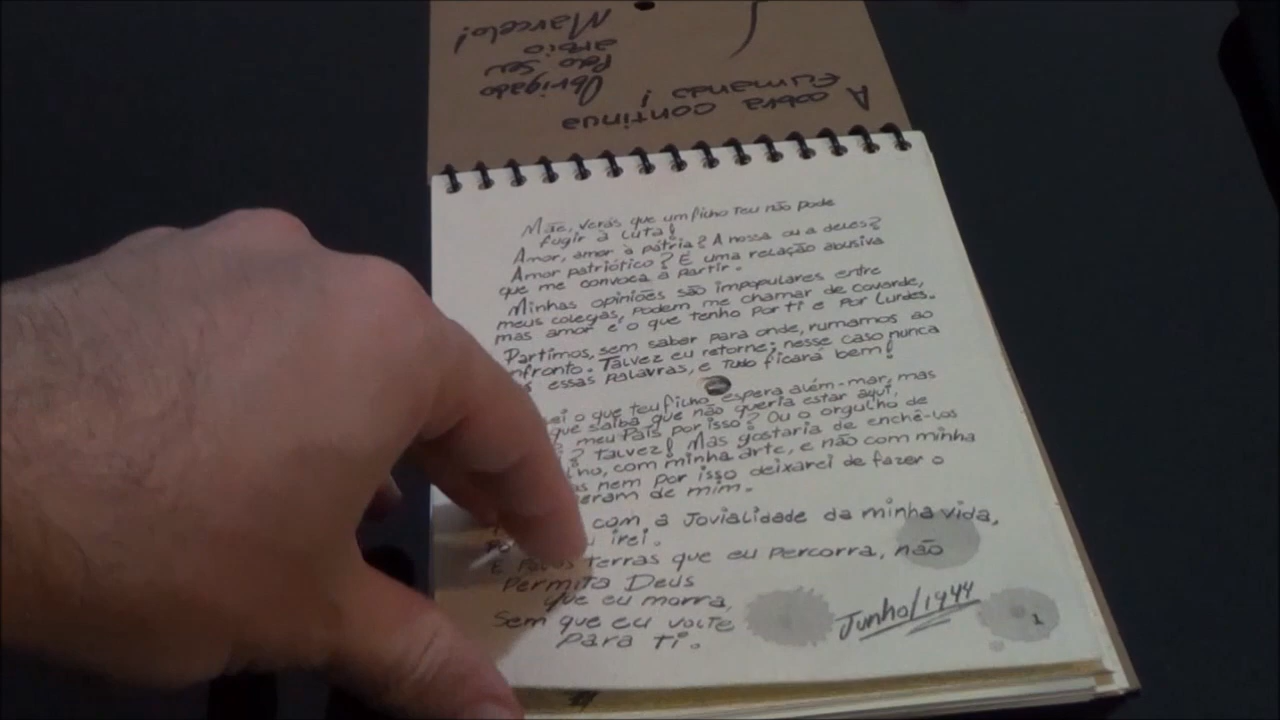 A cobra continua
Fumando!
Obrigado
Pelo seu
apoio
Marcelo!
Mãe, verás que um filho teu não pode
fugir à luta!
Amor, amor à pátria? A nossa ou a deles?
Amor patriótico? É uma relação abusiva
que me convoca a partir.
Minhas opiniões são impopulares entre
meus colegas, podem me chamar de covarde,
mas amor é o que tenho por ti e por Lurdes.
Partimos, sem saber para onde, rumamos ao
nfronto. Talvez eu retorne; nesse caso nunca
essas palavras, e tudo ficará bem!
ei o que teu filho espera além-mar, mas
que saiba que não queria estar aqui,
meu País por isso? Ou o orgulho de
? Talvez! Mas gostaria de enchê-los
lho, com minha arte, e não com minha
as nem por isso deixarei de fazer o
eram de mim.
com a jovialidade da minha vida,
irei.
E terras que eu percorra, não
permita Deus
que eu morra,
Sem que eu volte
para ti.
Junho/1944
1